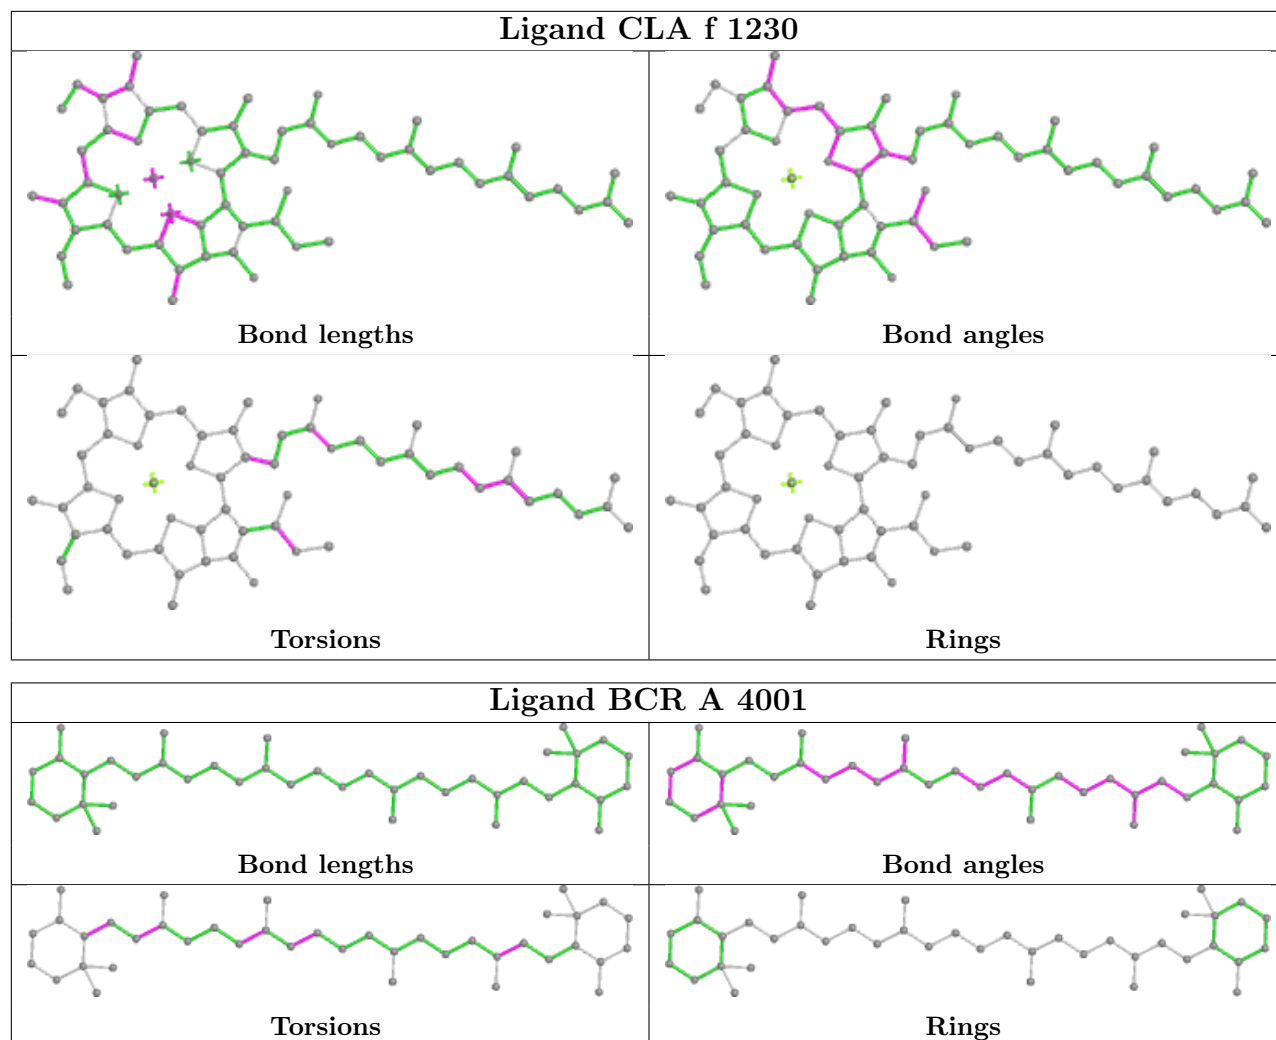 Ligand CLA f 1230
Bond lengths
Bond angles
Torsions
Rings
Ligand BCR A 4001
Bond lengths
Bond angles
Torsions
Rings